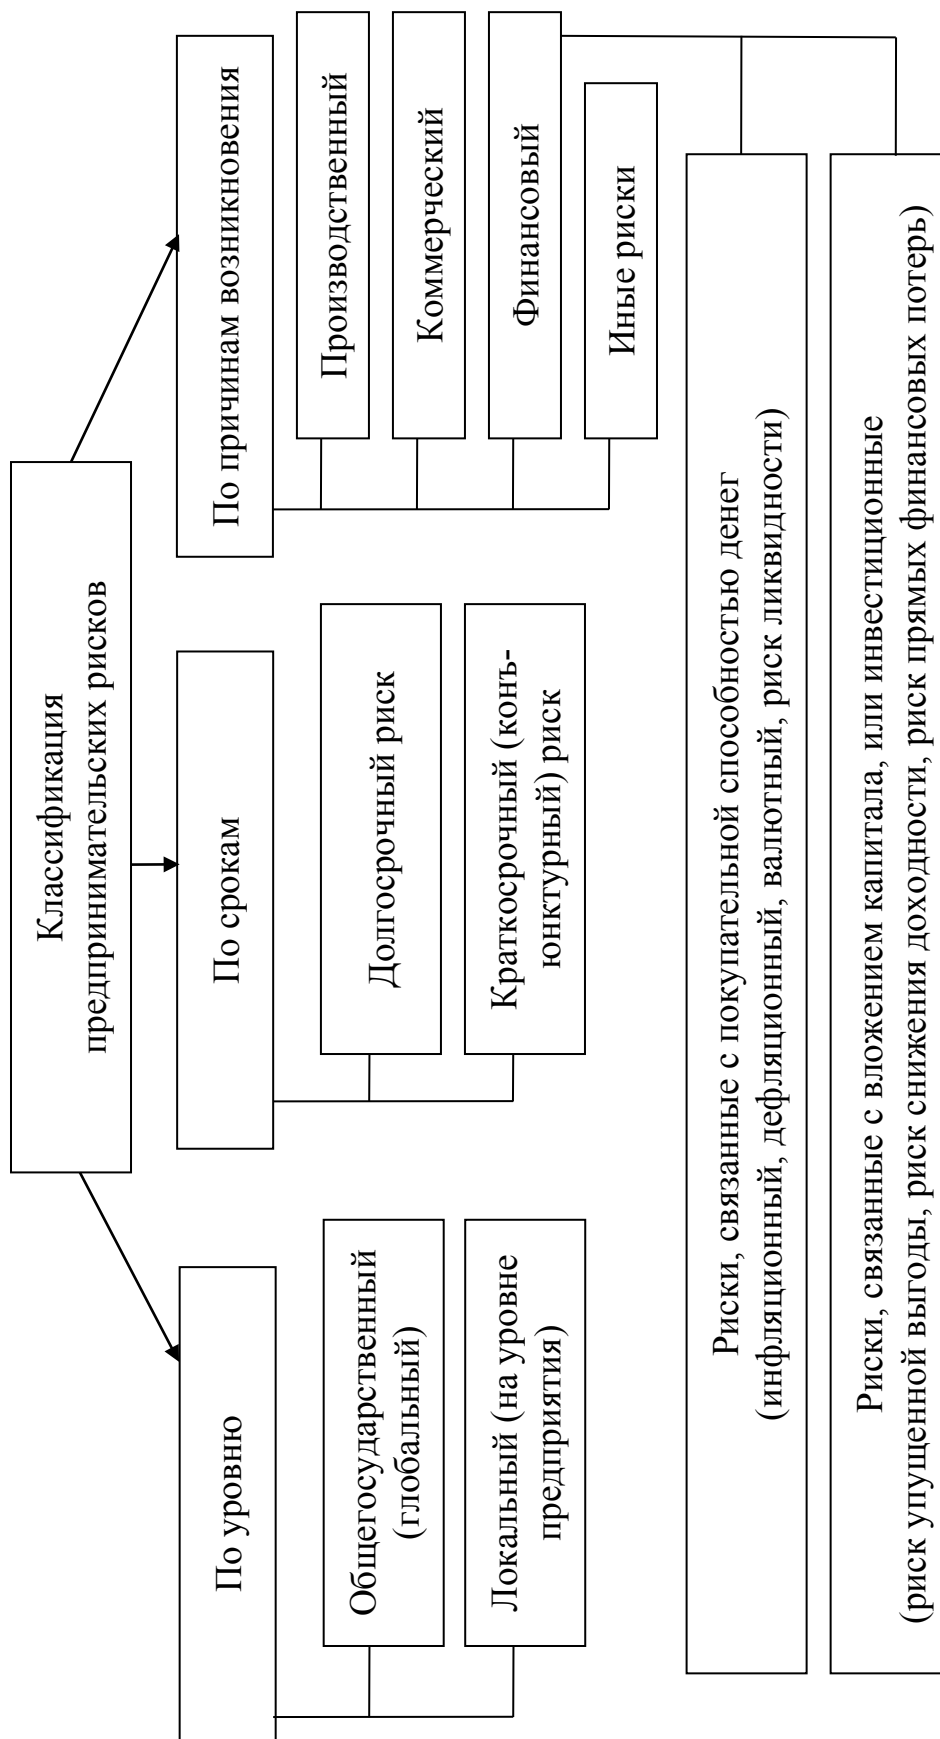 Классификация
предпринимательских рисков
По уровню
Общегосударственный
(глобальный)
Локальный (на уровне
предприятия)
По срокам
Долгосрочный риск
Краткосрочный (конъ-
юнктурный) риск
По причинам возникновения
Производственный
Коммерческий
Финансовый
Иные риски
Риски, связанные с покупательной способностью денег
(инфляционный, дефляционный, валютный, риск ликвидности)
Риски, связанные с вложением капитала, или инвестиционные
(риск упущенной выгоды, риск снижения доходности, риск прямых финансовых потерь)